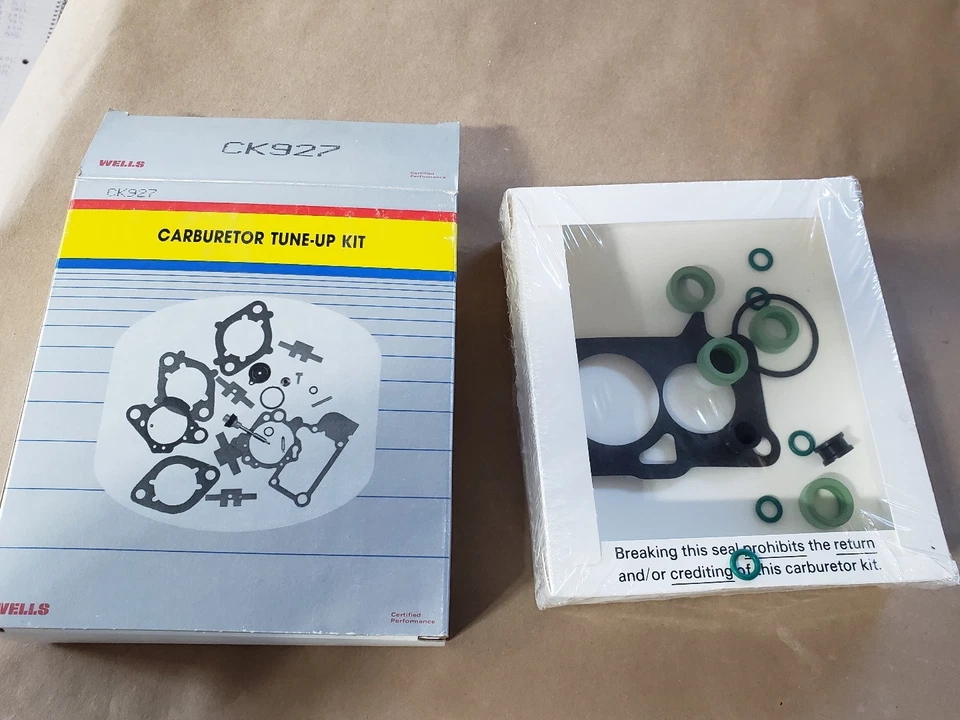 CK927
WELLS
Certified
Performance
CK927
CARBURETOR TUNE-UP KIT
WELLS
Certified
Performance
Breaking this seal prohibits the return
and/or crediting of this carburetor kit.